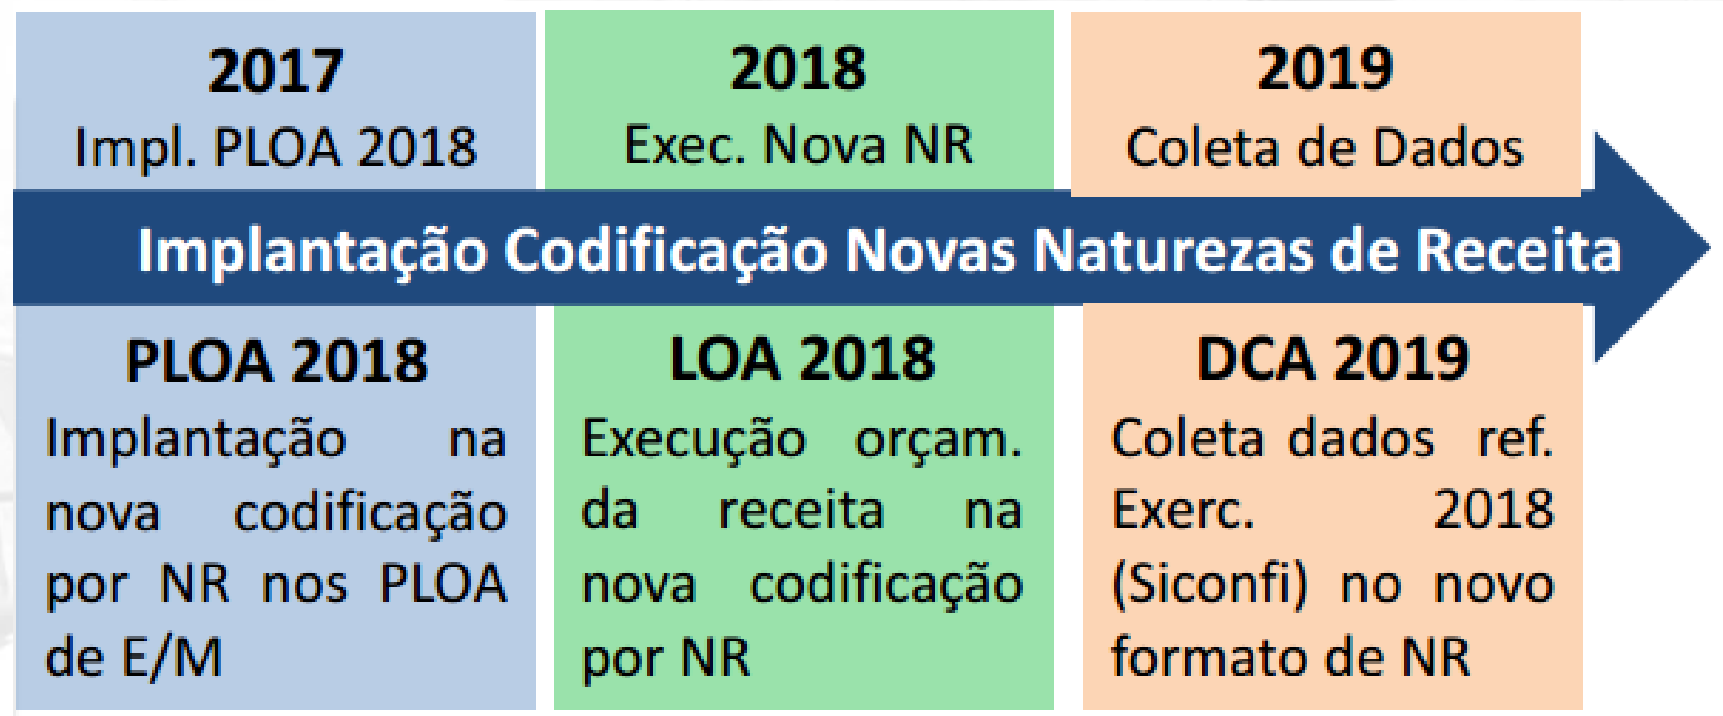 2017
Impl. PLOA 2018
2018
Exec. Nova NR
2019
Coleta de Dados
Implantação Codificação Novas Naturezas de Receita
PLOA 2018
Implantação na
nova codificação
por NR nos PLOA
de E/M
LOA 2018
Execução orçam.
da receita na
nova codificação
por NR
DCA 2019
Coleta dados ref.
Exerc. 2018
(Siconfi) no novo
formato de NR